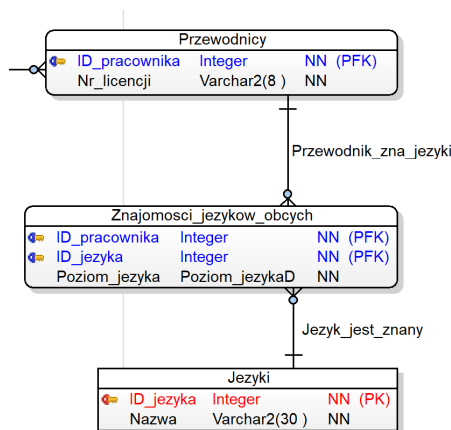 Przewodnicy
ID_pracownika Integer NN (PFK)
Nr_licencji Varchar2(8 ) NN
Przewodnik_zna_jezyki
Znajomosci_jezykow_obcych
ID_pracownika Integer NN (PFK)
ID_jezyka Integer NN (PFK)
Poziom_jezyka Poziom_jezykaD NN
Jezyk_jest_znany
Jezyki
ID_jezyka Integer NN (PK)
Nazwa Varchar2(30 ) NN